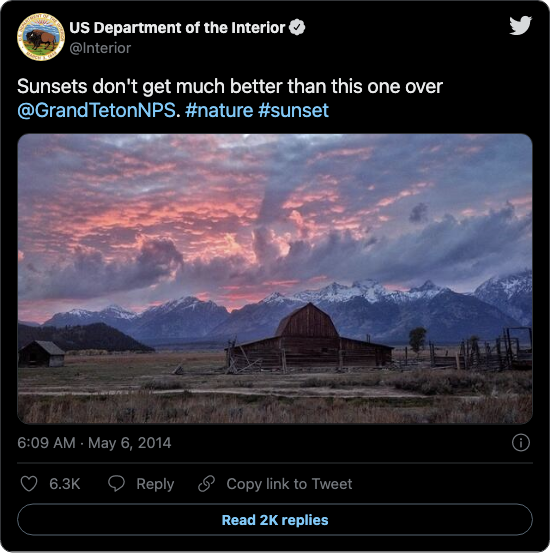 US Department of the Interior
@Interior
Sunsets don't get much better than this one over
@GrandTetonNPS. #nature #sunset
6:09 AM · May 6, 2014
6.3K
Reply
Copy link to Tweet
Read 2K replies